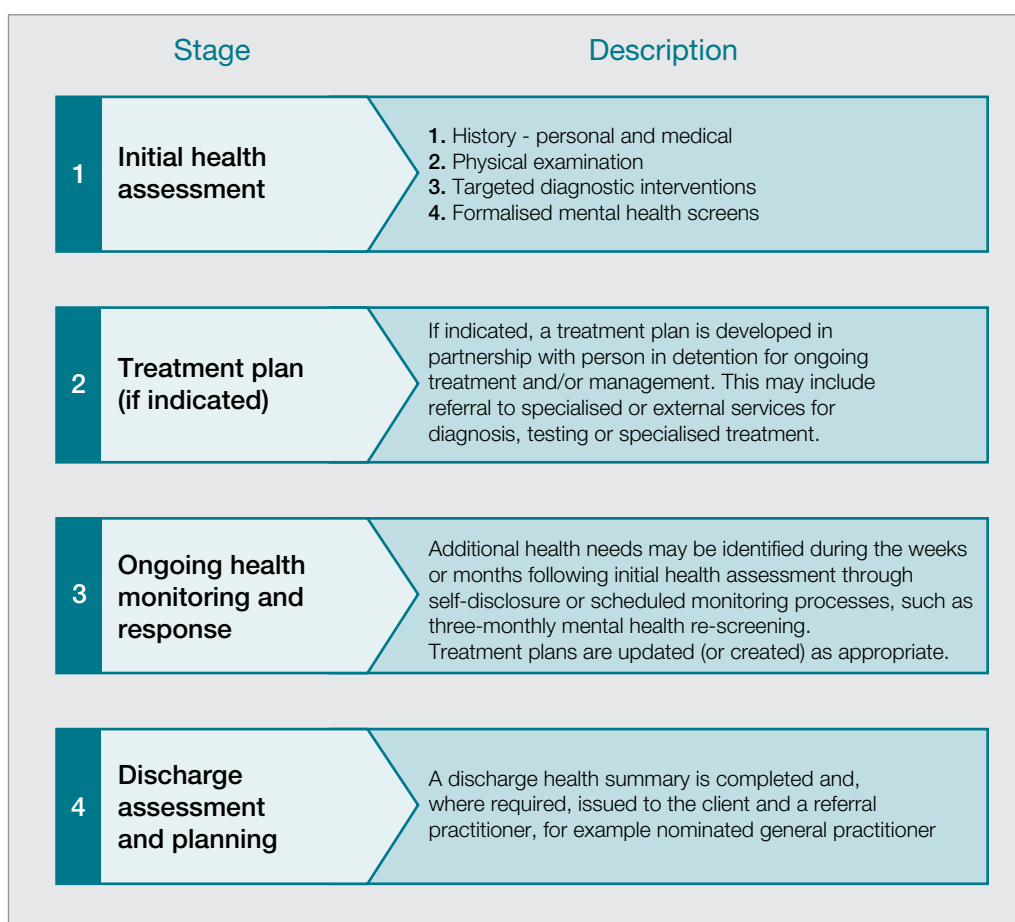 Stage
Description
1
Initial health
assessment
1. History - personal and medical
2. Physical examination
3. Targeted diagnostic interventions
4. Formalised mental health screens
2
Treatment plan
(if indicated)
If indicated, a treatment plan is developed in
partnership with person in detention for ongoing
treatment and/or management. This may include
referral to specialised or external services for
diagnosis, testing or specialised treatment.
3
Ongoing health
monitoring and
response
Additional health needs may be identified during the weeks
or months following initial health assessment through
self-disclosure or scheduled monitoring processes, such as
three-monthly mental health re-screening.
Treatment plans are updated (or created) as appropriate.
4
Discharge
assessment
and planning
A discharge health summary is completed and,
where required, issued to the client and a referral
practitioner, for example nominated general practitioner